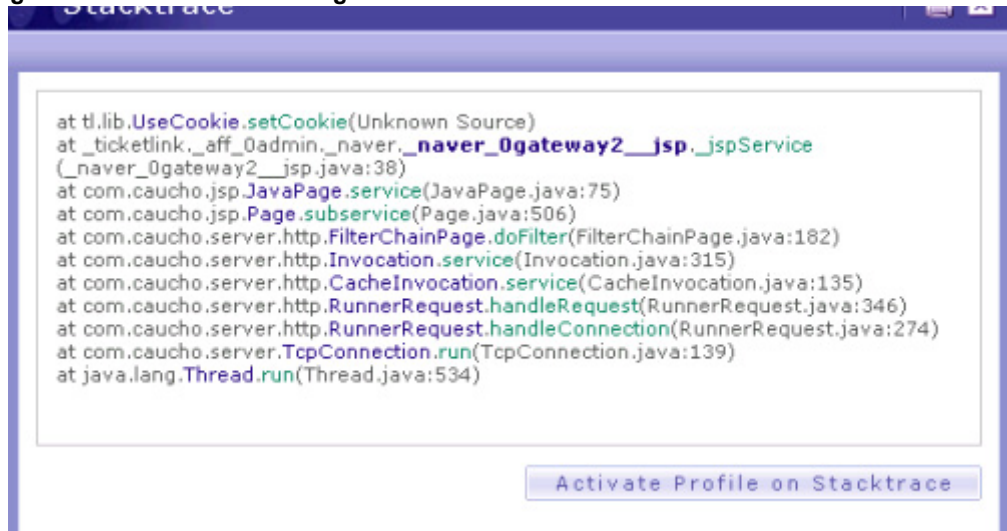 Stacktrace
at tl.lib.UseCookie.setCookie(Unknown Source)
at _ticketlink._aff_0admin._naver._naver_0gateway2__jsp._jspService
(_naver_0gateway2__jsp.java:38)
at com.caucho.jsp.JavaPage.service(JavaPage.java:75)
at com.caucho.jsp.Page.subservice(Page.java:506)
at com.caucho.server.http.FilterChainPage.doFilter(FilterChainPage.java:182)
at com.caucho.server.http.Invocation.service(Invocation.java:315)
at com.caucho.server.http.CacheInvocation.service(CacheInvocation.java:135)
at com.caucho.server.http.RunnerRequest.handleRequest(RunnerRequest.java:346)
at com.caucho.server.http.RunnerRequest.handleConnection(RunnerRequest.java:274)
at com.caucho.server.TcpConnection.run(TcpConnection.java:139)
at java.lang.Thread.run(Thread.java:534)
Activate Profile on Stacktrace